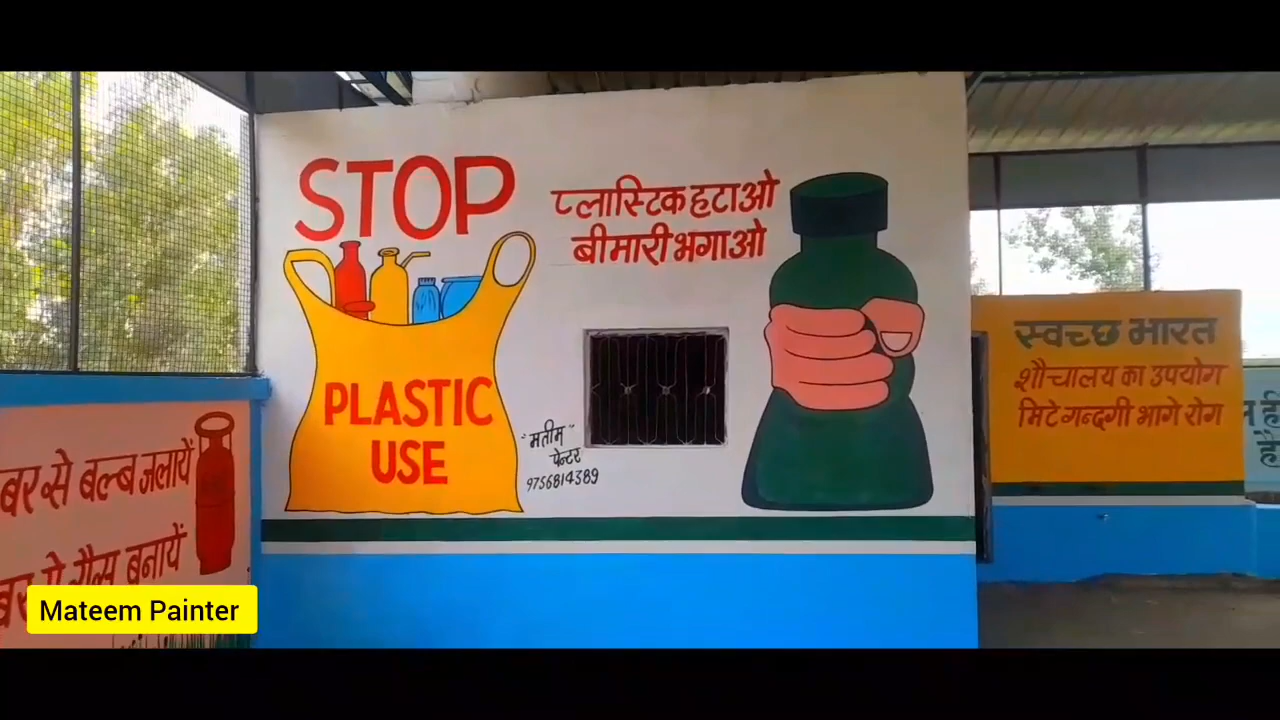 STOP
PLASTIC
USE
प्लास्टिक हटाओ
बीमारी भगाओ
"मतीम"
पेन्टर
9756814389
स्वच्छ भारत
शौचालय का उपयोग
मिटे गन्दगी भागे रोग
बर से बल्ब जलायें
गैस बनायें
Mateem Painter